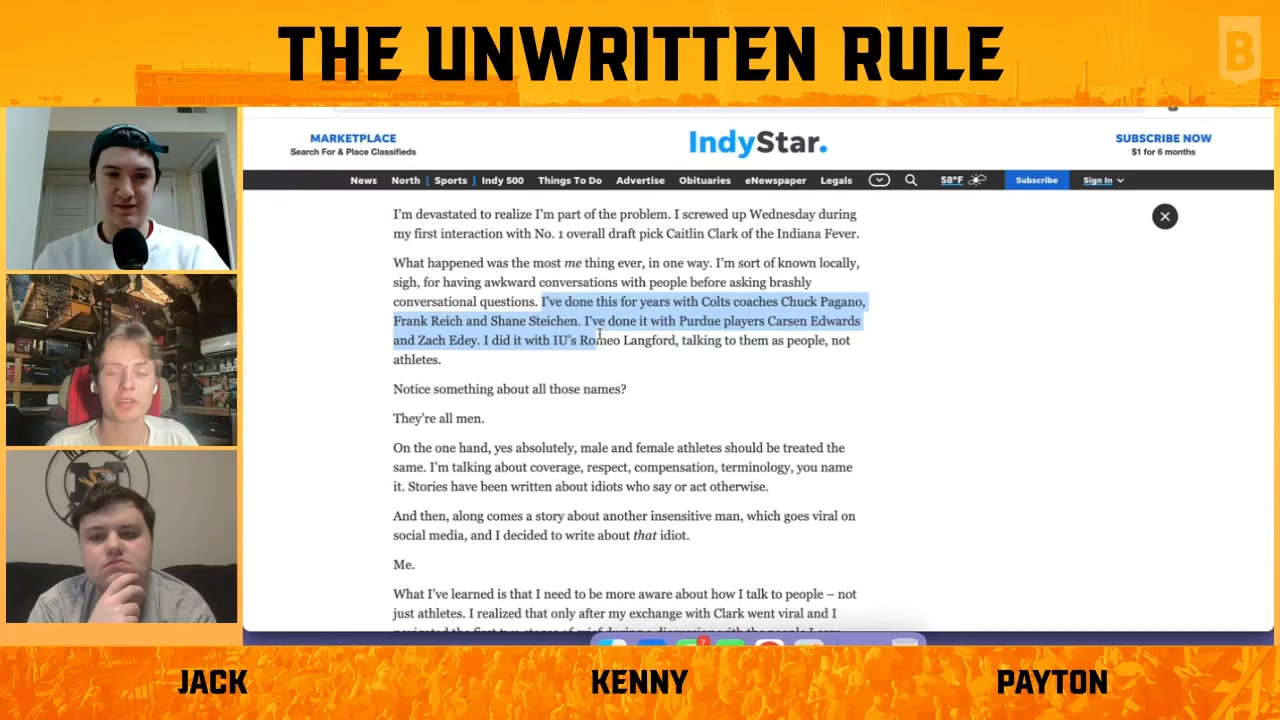 THE UNWRITTEN RULE
B
MARKETPLACE
Search For & Place Classifieds
IndyStar.
SUBSCRIBE NOW
$1 for 6 months
News North [ Sports ] Indy 500 Things To Do Advertise Obituaries eNewspaper Legals 58°F Subscribe Sign In
I'm devastated to realize I'm part of the problem. I screwed up Wednesday during
my first interaction with No. 1 overall draft pick Caitlin Clark of the Indiana Fever.
What happened was the most me thing ever, in one way. I'm sort of known locally,
sigh, for having awkward conversations with people before asking brashly
conversational questions. I've done this for years with Colts coaches Chuck Pagano,
Frank Reich and Shane Steichen. I've done it with Purdue players Carsen Edwards
and Zach Edey. I did it with IU's Romeo Langford, talking to them as people, not
athletes.
Notice something about all those names?
They're all men.
On the one hand, yes absolutely, male and female athletes should be treated the
same. I'm talking about coverage, respect, compensation, terminology, you name
it. Stories have been written about idiots who say or act otherwise.
And then, along comes a story about another insensitive man, which goes viral on
social media, and I decided to write about that idiot.
Me.
What I've learned is that I need to be more aware about how I talk to people – not
just athletes. I realized that only after my exchange with Clark went viral and I
7
JACK
KENNY
PAYTON